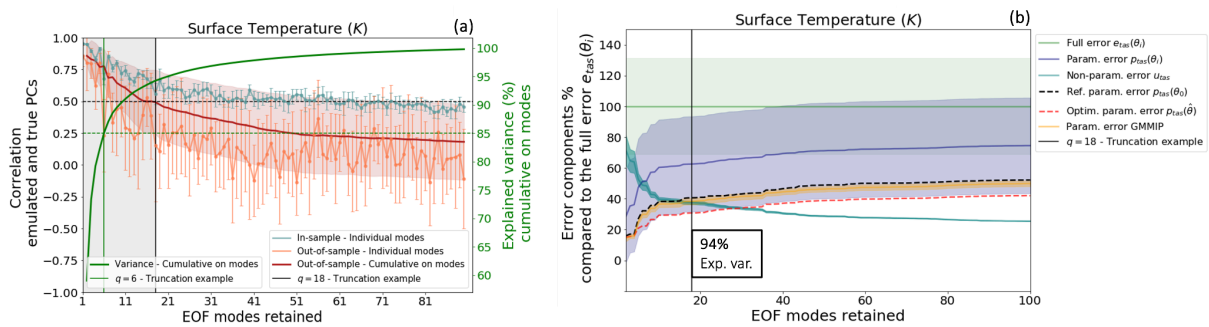 Surface Temperature (K)
(a)
1.00
0.75
0.50
0.25
0.00
−0.25
−0.50
−0.75
−1.00
Correlation
emulated and true PCs
100
95
90
85
80
75
70
65
60
Explained variance (%)
cumulative on modes
In-sample - Individual modes
Out-of-sample - Individual modes
Variance - Cumulative on modes
Out-of-sample - Cumulative on modes
q = 6 - Truncation example
q = 18 - Truncation example
1 11 21 31 41 51 61 71 81
EOF modes retained
Surface Temperature (K)
(b)
140
120
100
80
60
40
20
0
Error components %
compared to the full error e_tas(θ_i)
94%
Exp. var.
20 40 60 80 100
EOF modes retained
Full error e_tas(θ_i)
Param. error p_tas(θ_i)
Non-param. error u_tas
Ref. param. error p_tas(θ_0)
Optim. param. error p_tas(θ̂)
Param. error GMMIP
q = 18 - Truncation example